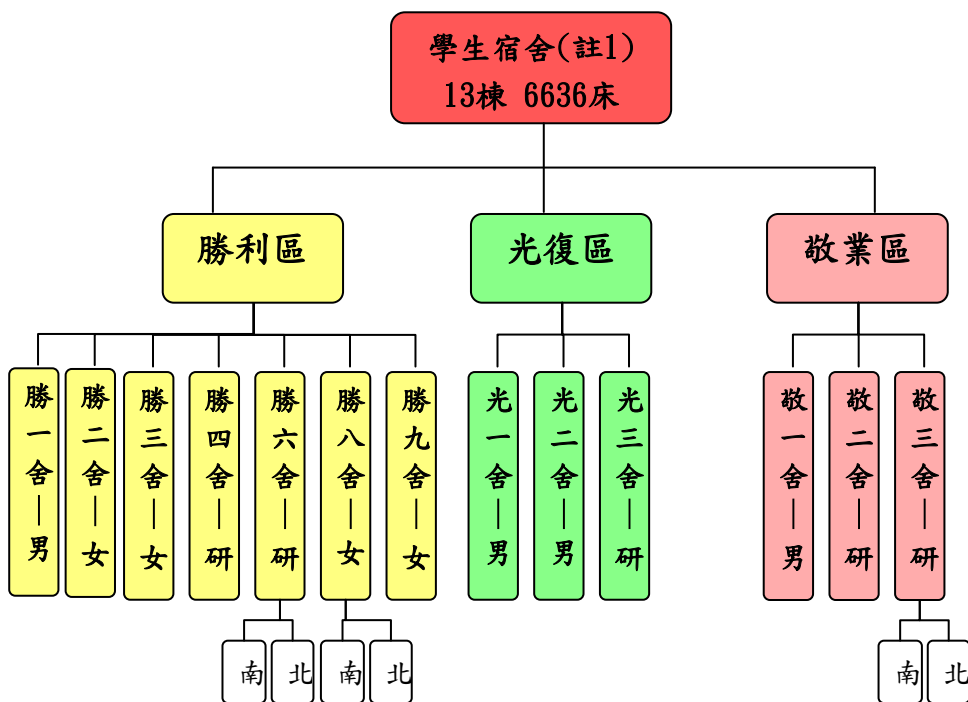 學生宿舍(註1)
13棟 6636床
勝利區
光復區
敬業區
勝一舍—男
勝二舍—女
勝三舍—女
勝四舍—研
勝六舍—研
勝八舍—女
勝九舍—女
光一舍—男
光二舍—男
光三舍—研
敬一舍—男
敬二舍—研
敬三舍—研
南
北
南
北
南
北